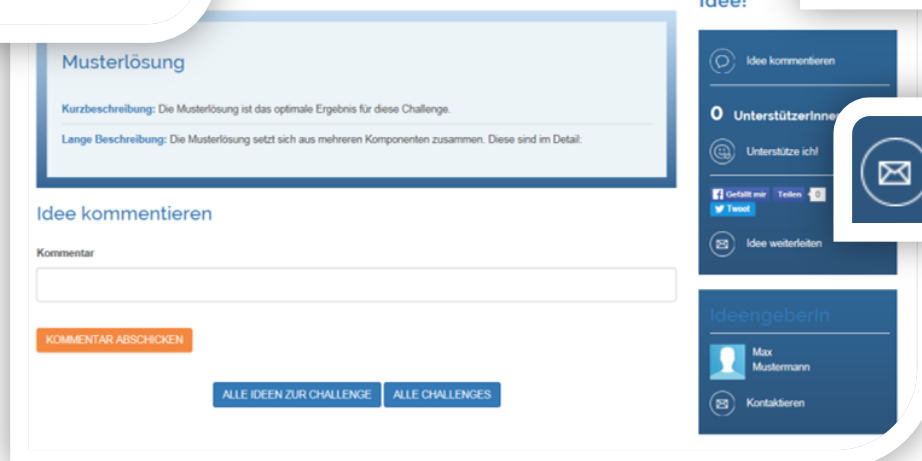 Musterlösung
Kurzbeschreibung: Die Musterlösung ist das optimale Ergebnis für diese Challenge.
Lange Beschreibung: Die Musterlösung setzt sich aus mehreren Komponenten zusammen. Diese sind im Detail:
Idee kommentieren
Kommentar
KOMMENTAR ABSCHICKEN
ALLE IDEEN ZUR CHALLENGE
ALLE CHALLENGES
Idee!
Idee kommentieren
0 UnterstützerInne
Unterstütze ich!
Gefällt mir Teilen 0
Tweet
Idee weiterleiten
IdeengeberIn
Max
Mustermann
Kontaktieren